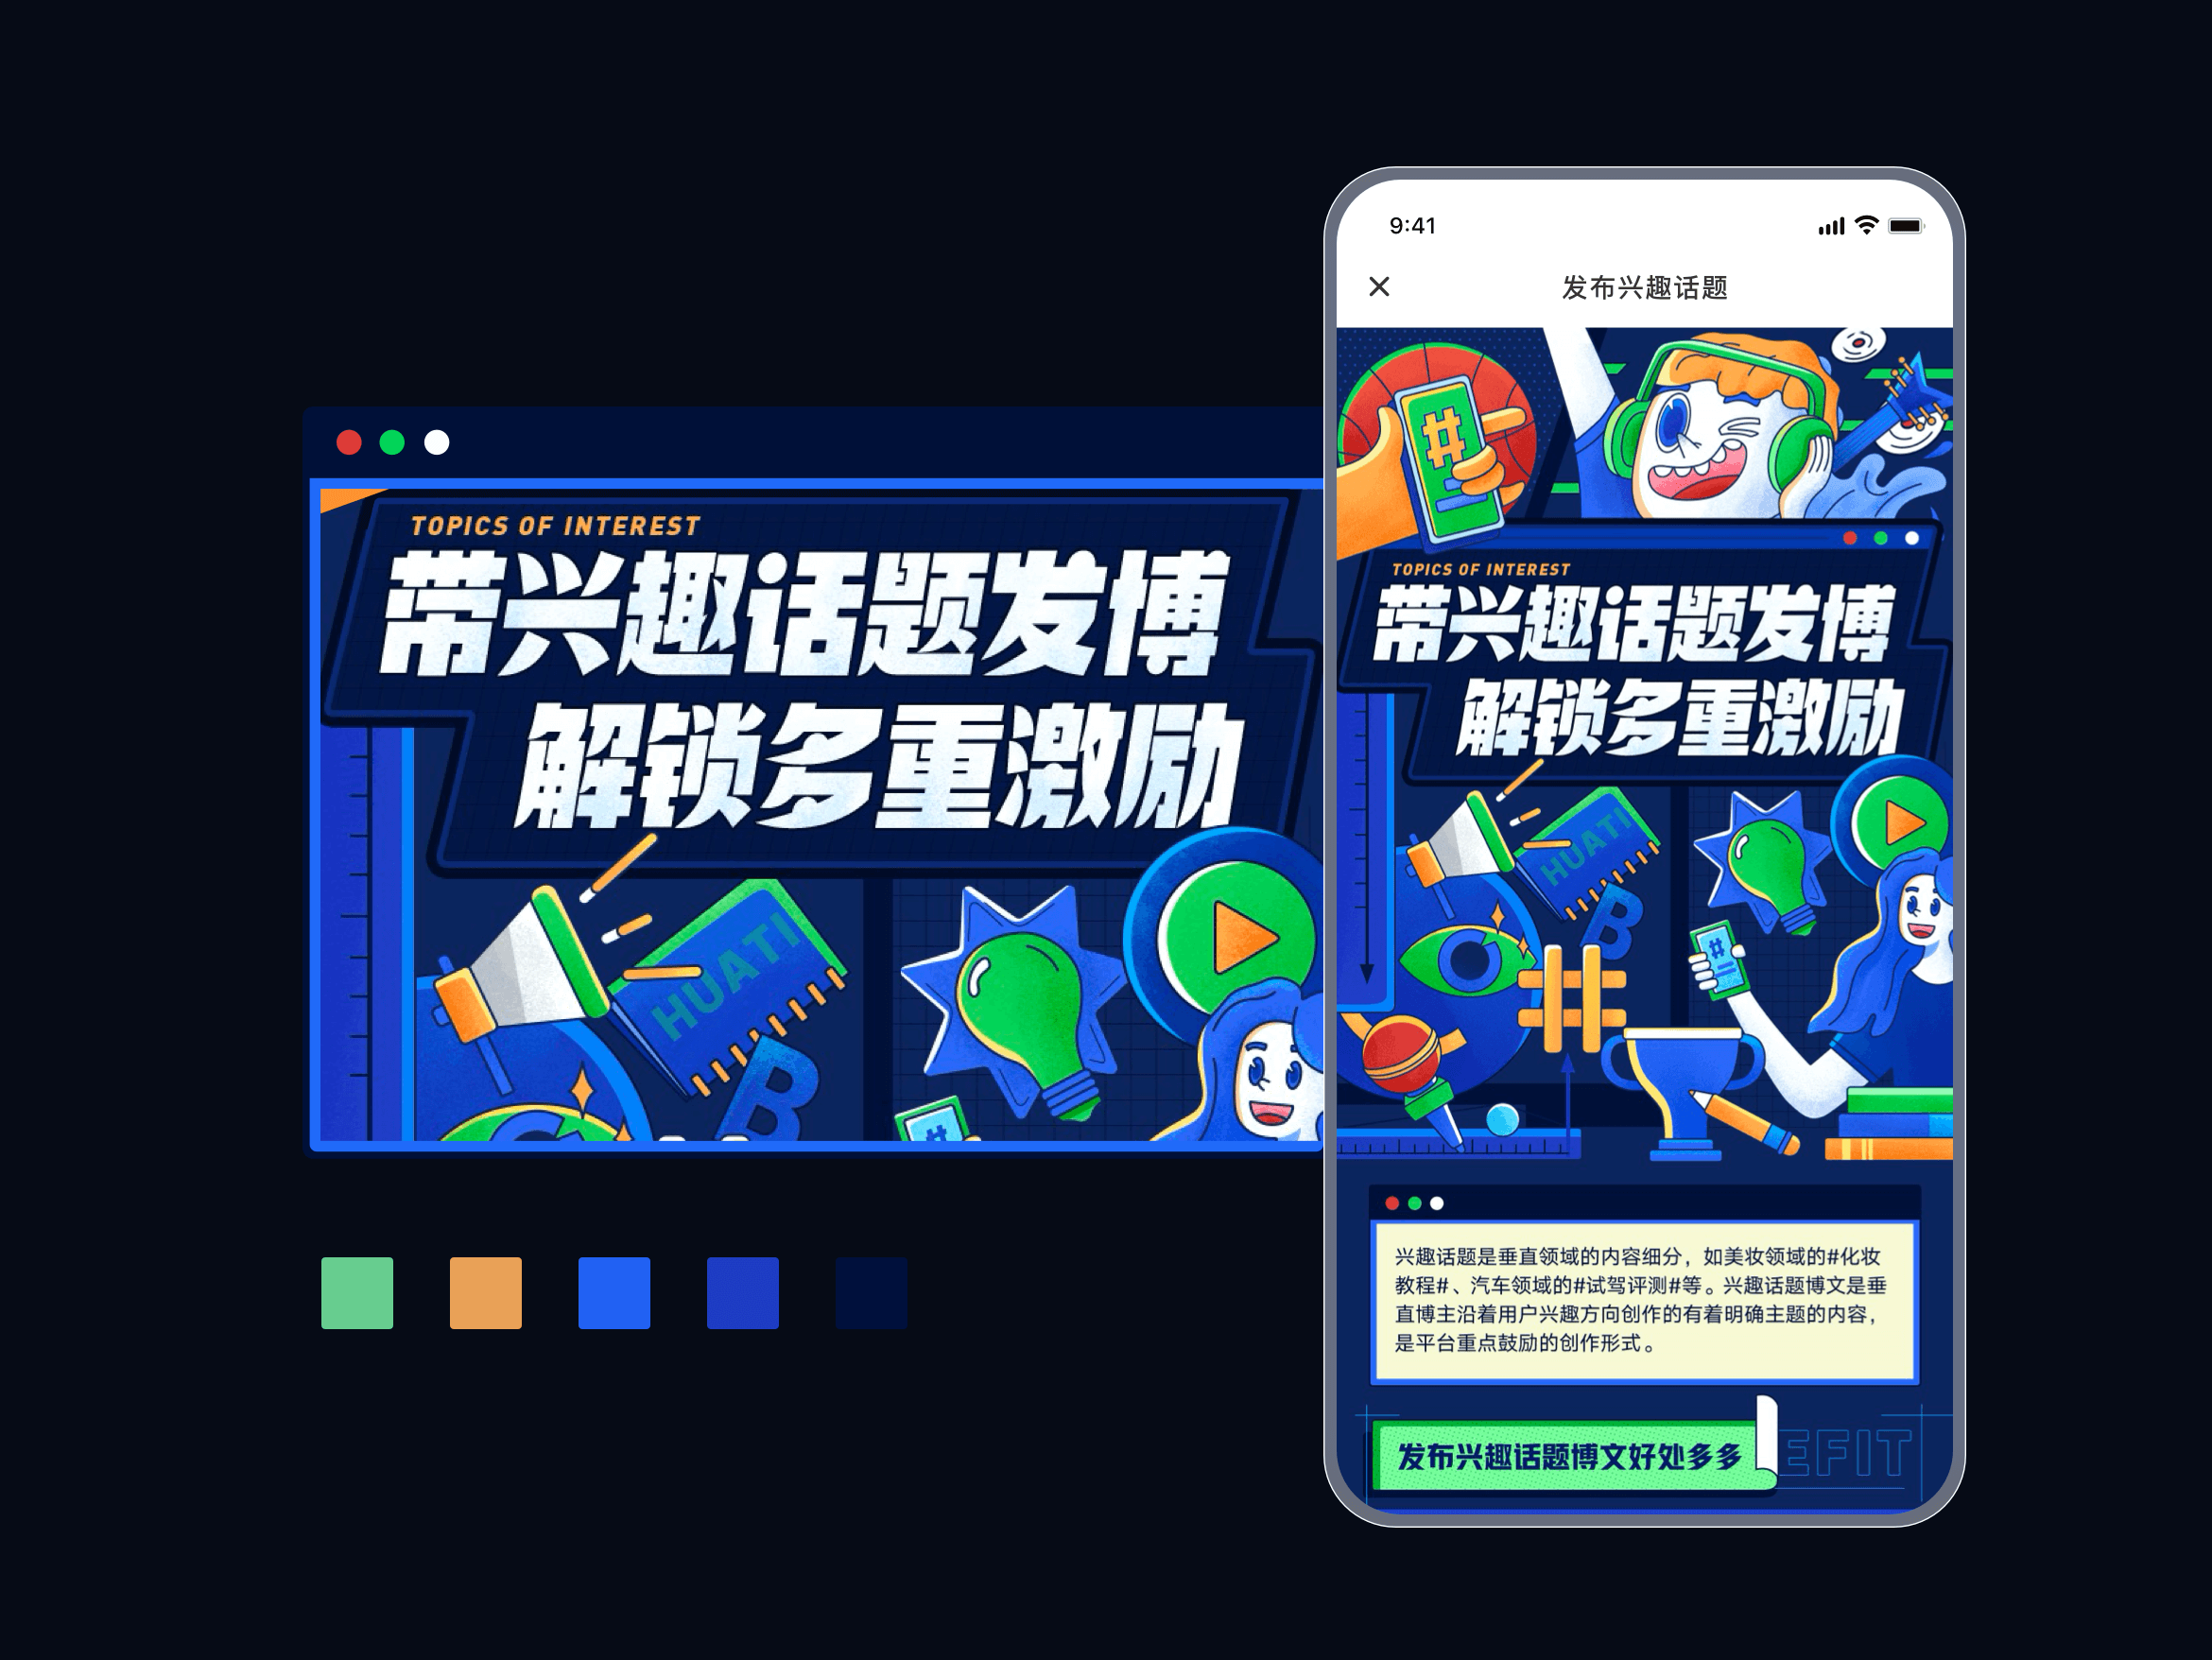 TOPICS OF INTEREST
带兴趣话题发博
解锁多重激励
HUATI
B
#
9:41
发布兴趣话题
#
TOPICS OF INTEREST
带兴趣话题发博
解锁多重激励
HUATI
B
#
#
兴趣话题是垂直领域的内容细分，如美妆领域的#化妆
教程#、汽车领域的#试驾评测#等。兴趣话题博文是垂
直博主沿着用户兴趣方向创作的有着明确主题的内容，
是平台重点鼓励的创作形式。
发布兴趣话题博文好处多多
EFIT